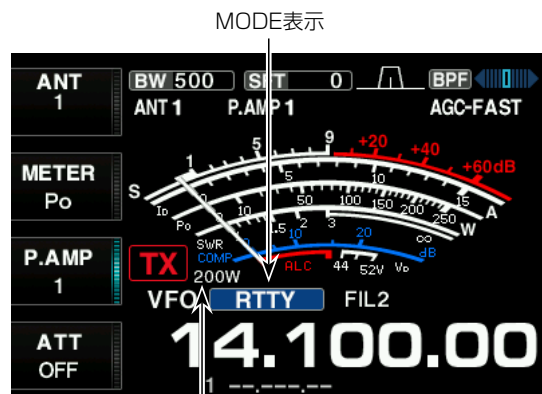 MODE表示
ANT
1
BW 500 SFT 0 BPF
ANT 1 P.AMP 1 AGC-FAST
METER
Po
S 1 5 9 +20 +40 +60dB
ID 0 5 10 15 A
Po 0 10 50 100 150 200 250 W
SWR 1.5 2 3 ∞
COMP 0 10 20 dB
ALC 44 52V VD
P.AMP
1
TX 200W
VFO RTTY FIL2
ATT
OFF
14.100.00
1 --.---.--